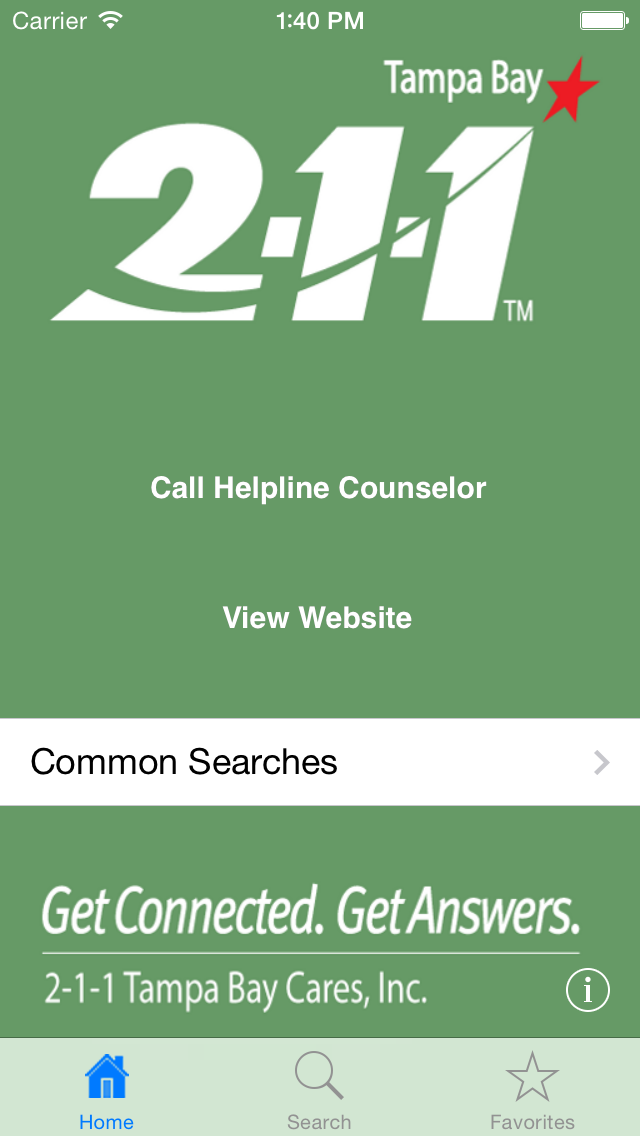 Carrier 1:40 PM
Tampa Bay
2-1-1 TM
Call Helpline Counselor
View Website
Common Searches
Get Connected. Get Answers.
2-1-1 Tampa Bay Cares, Inc.
i
Home Search Favorites